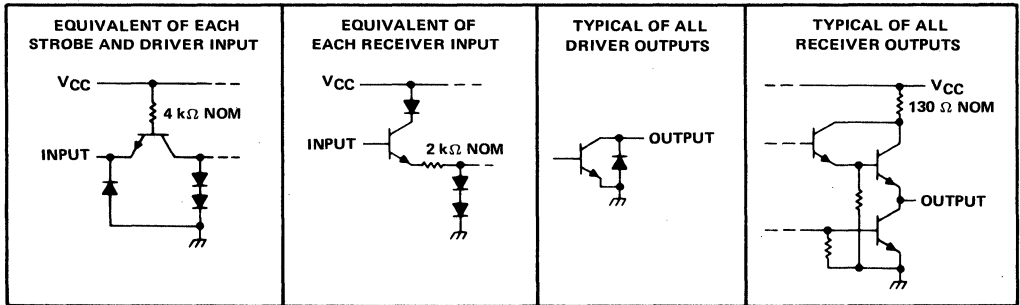 EQUIVALENT OF EACH
STROBE AND DRIVER INPUT
VCC
4 kΩ NOM
INPUT
EQUIVALENT OF
EACH RECEIVER INPUT
VCC
INPUT
2 kΩ NOM
TYPICAL OF ALL
DRIVER OUTPUTS
OUTPUT
TYPICAL OF ALL
RECEIVER OUTPUTS
VCC
130 Ω NOM
OUTPUT